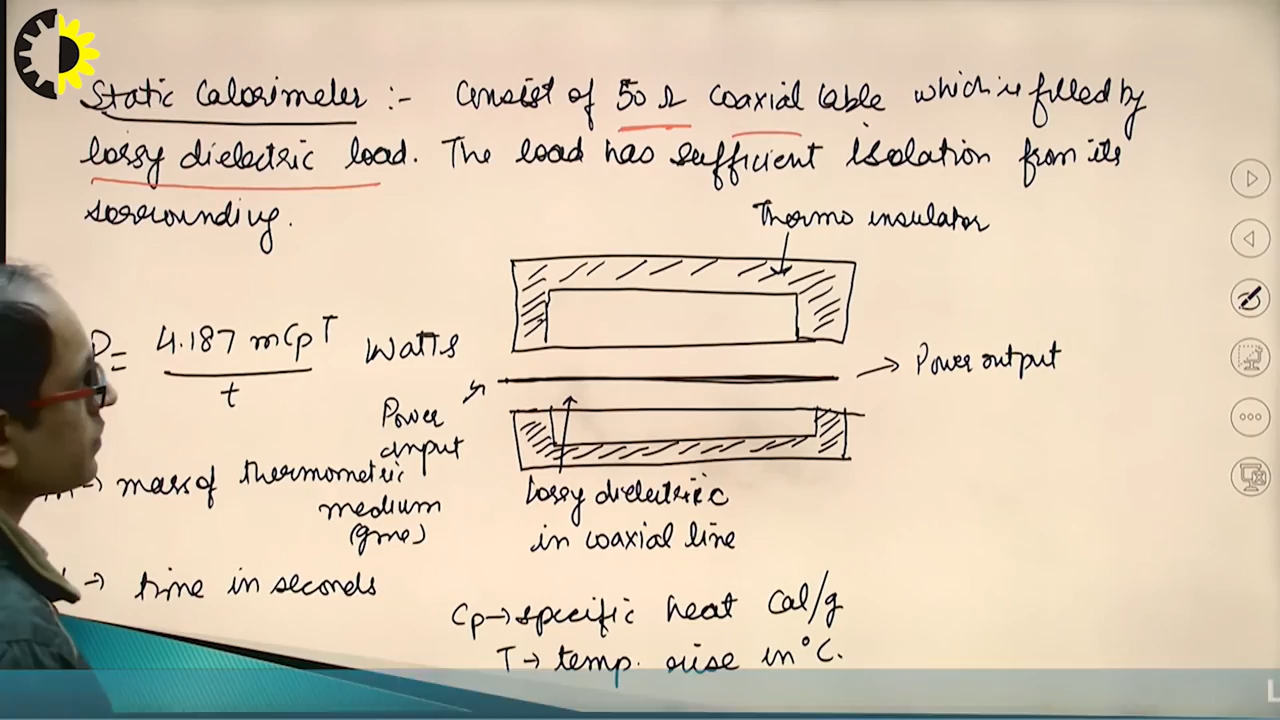 Static Calorimeter :- Consist of 50 Ω coaxial cable which is filled by
lossy dielectric load. The load has sufficient isolation from its
sorrounding.
Thermo insulator
P = 4.187 mCpT
t
Watts
Power output
Power input
m → mass of thermometric
medium
(gms)
Lossy dielectric
in coaxial line
t → time in seconds
Cp → specific heat Cal/g
T → temp. rise in °C.
L